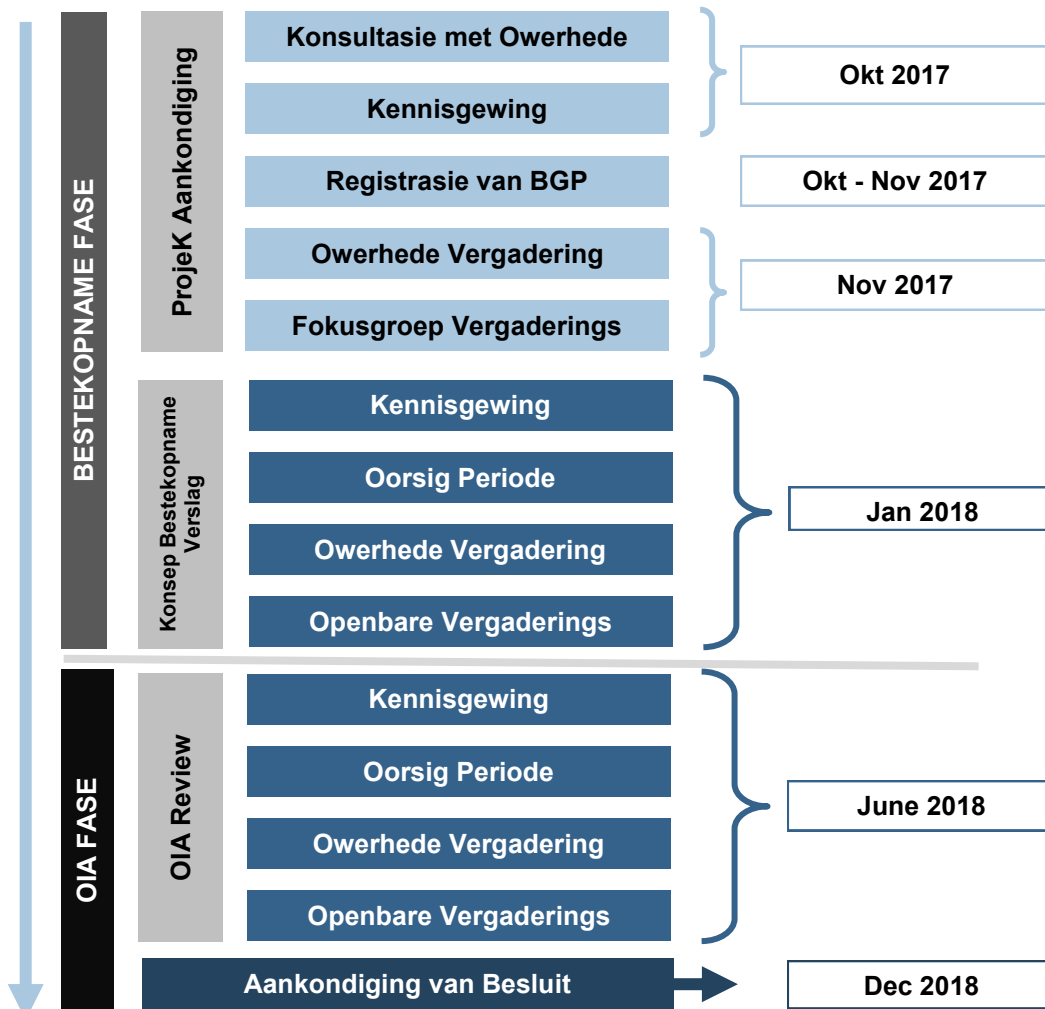 BESTEKOPNAME FASE
ProjeK Aankondiging
Konsultasie met Owerhede
Kennisgewing
Okt 2017
Registrasie van BGP
Okt - Nov 2017
Owerhede Vergadering
Fokusgroep Vergaderings
Nov 2017
Konsep Bestekopname
Verslag
Kennisgewing
Oorsig Periode
Owerhede Vergadering
Openbare Vergaderings
Jan 2018
OIA FASE
OIA Review
Kennisgewing
Oorsig Periode
Owerhede Vergadering
Openbare Vergaderings
June 2018
Aankondiging van Besluit
Dec 2018